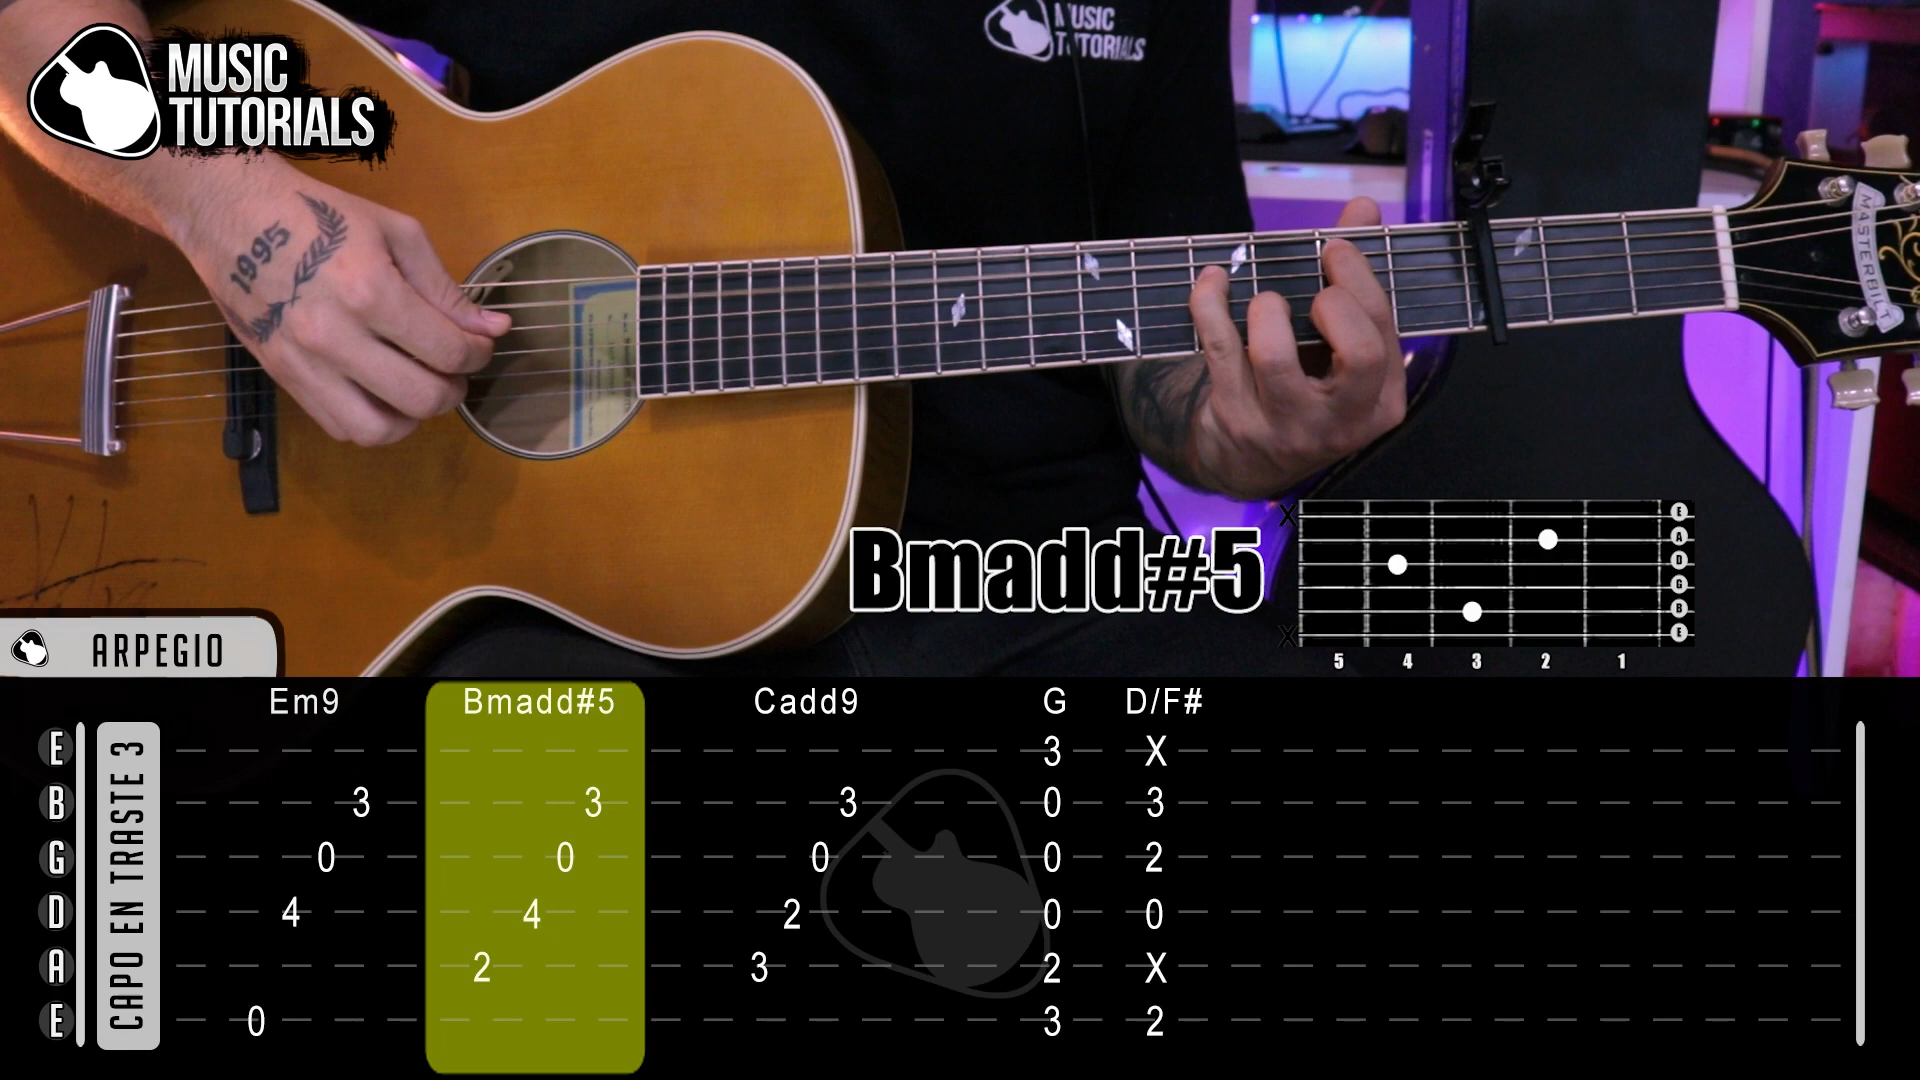 MUSIC
TUTORIALS
MUSIC
TUTORIALS
1995
MASTERBILT
Bmadd#5
X
E
A
D
G
B
X
E
5 4 3 2 1
ARPEGIO
Em9 Bmadd#5 Cadd9 G D/F#
CAPO EN TRASTE 3
E 3 X
B 3 3 3 0 3
G 0 0 0 0 2
D 4 4 2 0 0
A 2 3 2 X
E 0 3 2